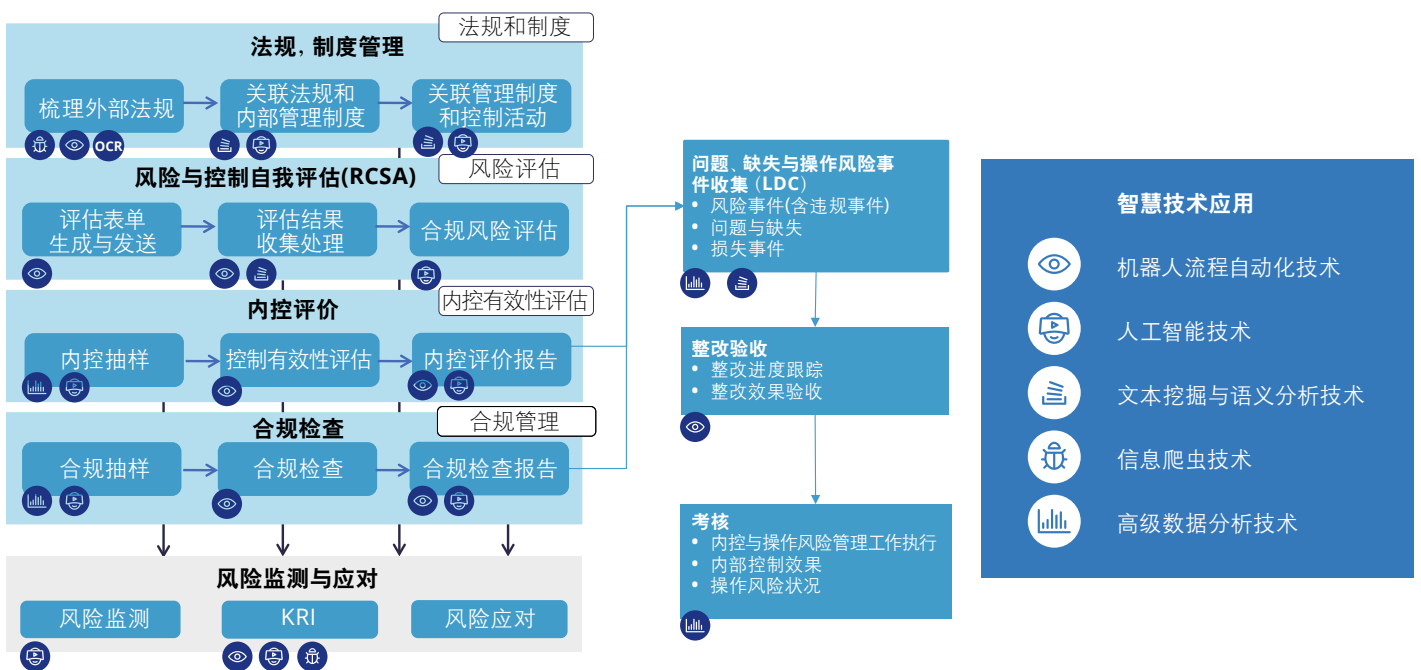 法规和制度
法规, 制度管理
梳理外部法规
关联法规和
内部管理制度
关联管理制度
和控制活动
OCR
风险评估
风险与控制自我评估(RCSA)
评估表单
生成与发送
评估结果
收集处理
合规风险评估
内控有效性评估
内控评价
内控抽样
控制有效性评估
内控评价报告
合规管理
合规检查
合规抽样
合规检查
合规检查报告
风险监测与应对
风险监测
KRI
风险应对
问题、缺失与操作风险事
件收集 (LDC)
• 风险事件(含违规事件)
• 问题与缺失
• 损失事件
整改验收
• 整改进度跟踪
• 整改效果验收
考核
• 内控与操作风险管理工作执行
• 内部控制效果
• 操作风险状况
智慧技术应用
机器人流程自动化技术
人工智能技术
文本挖掘与语义分析技术
信息爬虫技术
高级数据分析技术